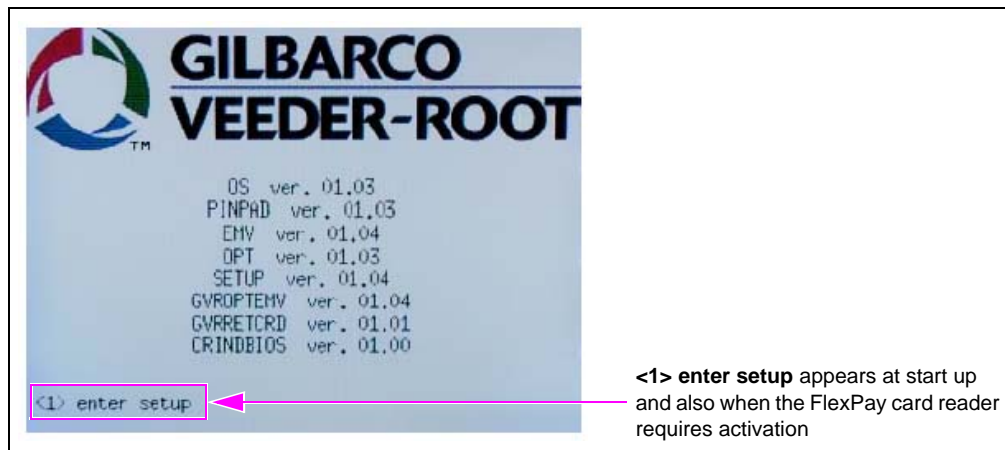 GILBARCO
VEEDER-ROOT
TM
OS ver. 01.03
PINPAD ver. 01.03
EMV ver. 01.04
OPT ver. 01.03
SETUP ver. 01.04
GVROPTEMV ver. 01.04
GVRRETCRD ver. 01.01
CRINDBIOS ver. 01.00
<1> enter setup
<1> enter setup appears at start up
and also when the FlexPay card reader
requires activation